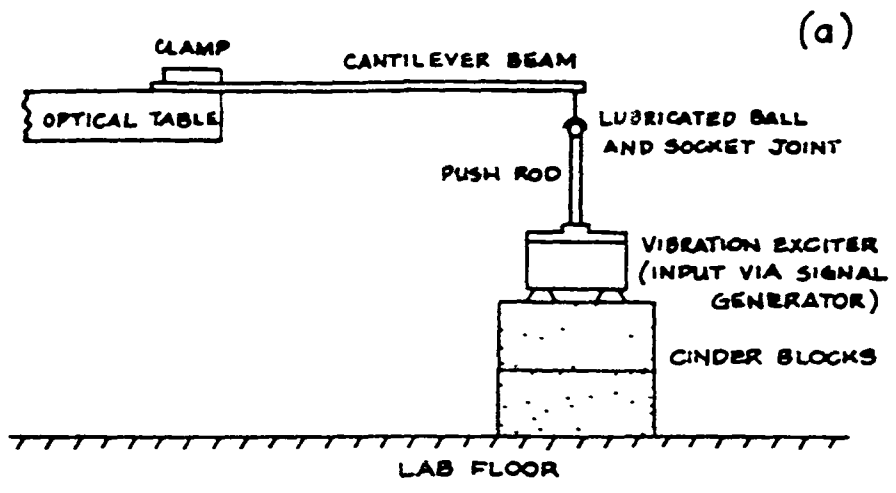 (a)
CLAMP
CANTILEVER BEAM
OPTICAL TABLE
LUBRICATED BALL
AND SOCKET JOINT
PUSH ROD
VIBRATION EXCITER
(INPUT VIA SIGNAL
GENERATOR)
CINDER BLOCKS
LAB FLOOR